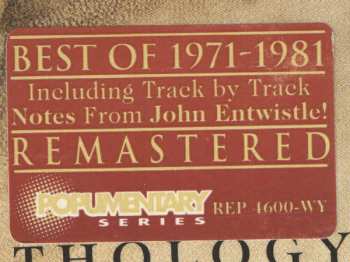 BEST OF 1971-1981
Including Track by Track
Notes From John Entwistle!
REMASTERED
POPUMENTARY
SERIES
REP 4600-WY
THOLOGY